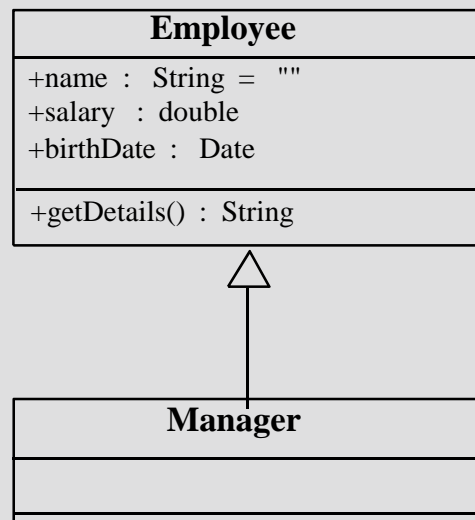 Employee
+name : String = ""
+salary : double
+birthDate : Date
+getDetails() : String
Manager